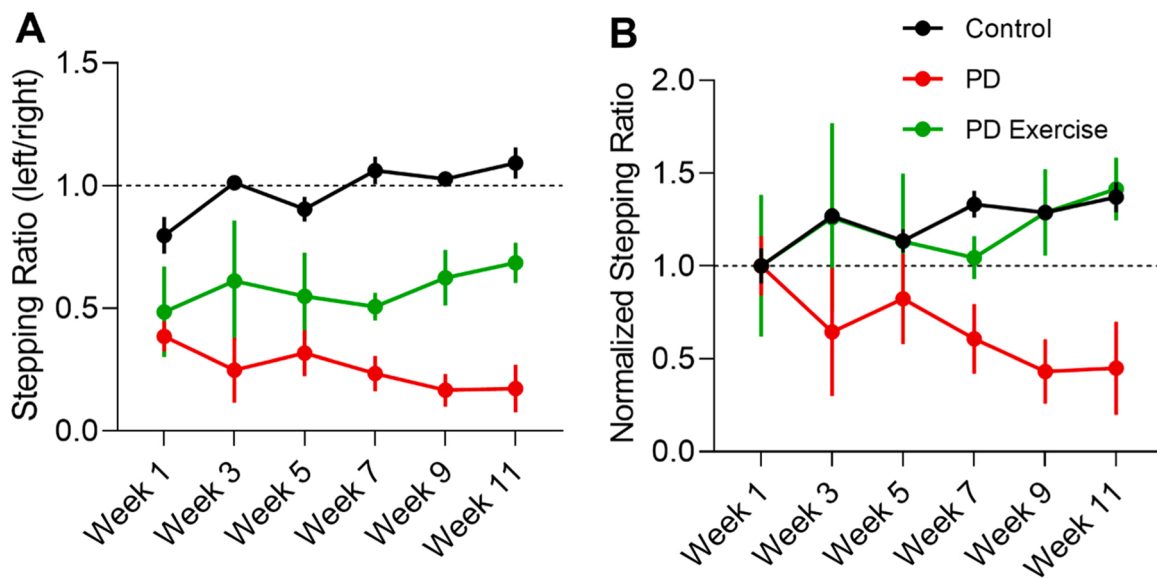 A
Stepping Ratio (left/right)
1.5
1.0
0.5
0.0
Week 1
Week 3
Week 5
Week 7
Week 9
Week 11
B
Control
PD
PD Exercise
Normalized Stepping Ratio
2.0
1.5
1.0
0.5
0.0
Week 1
Week 3
Week 5
Week 7
Week 9
Week 11